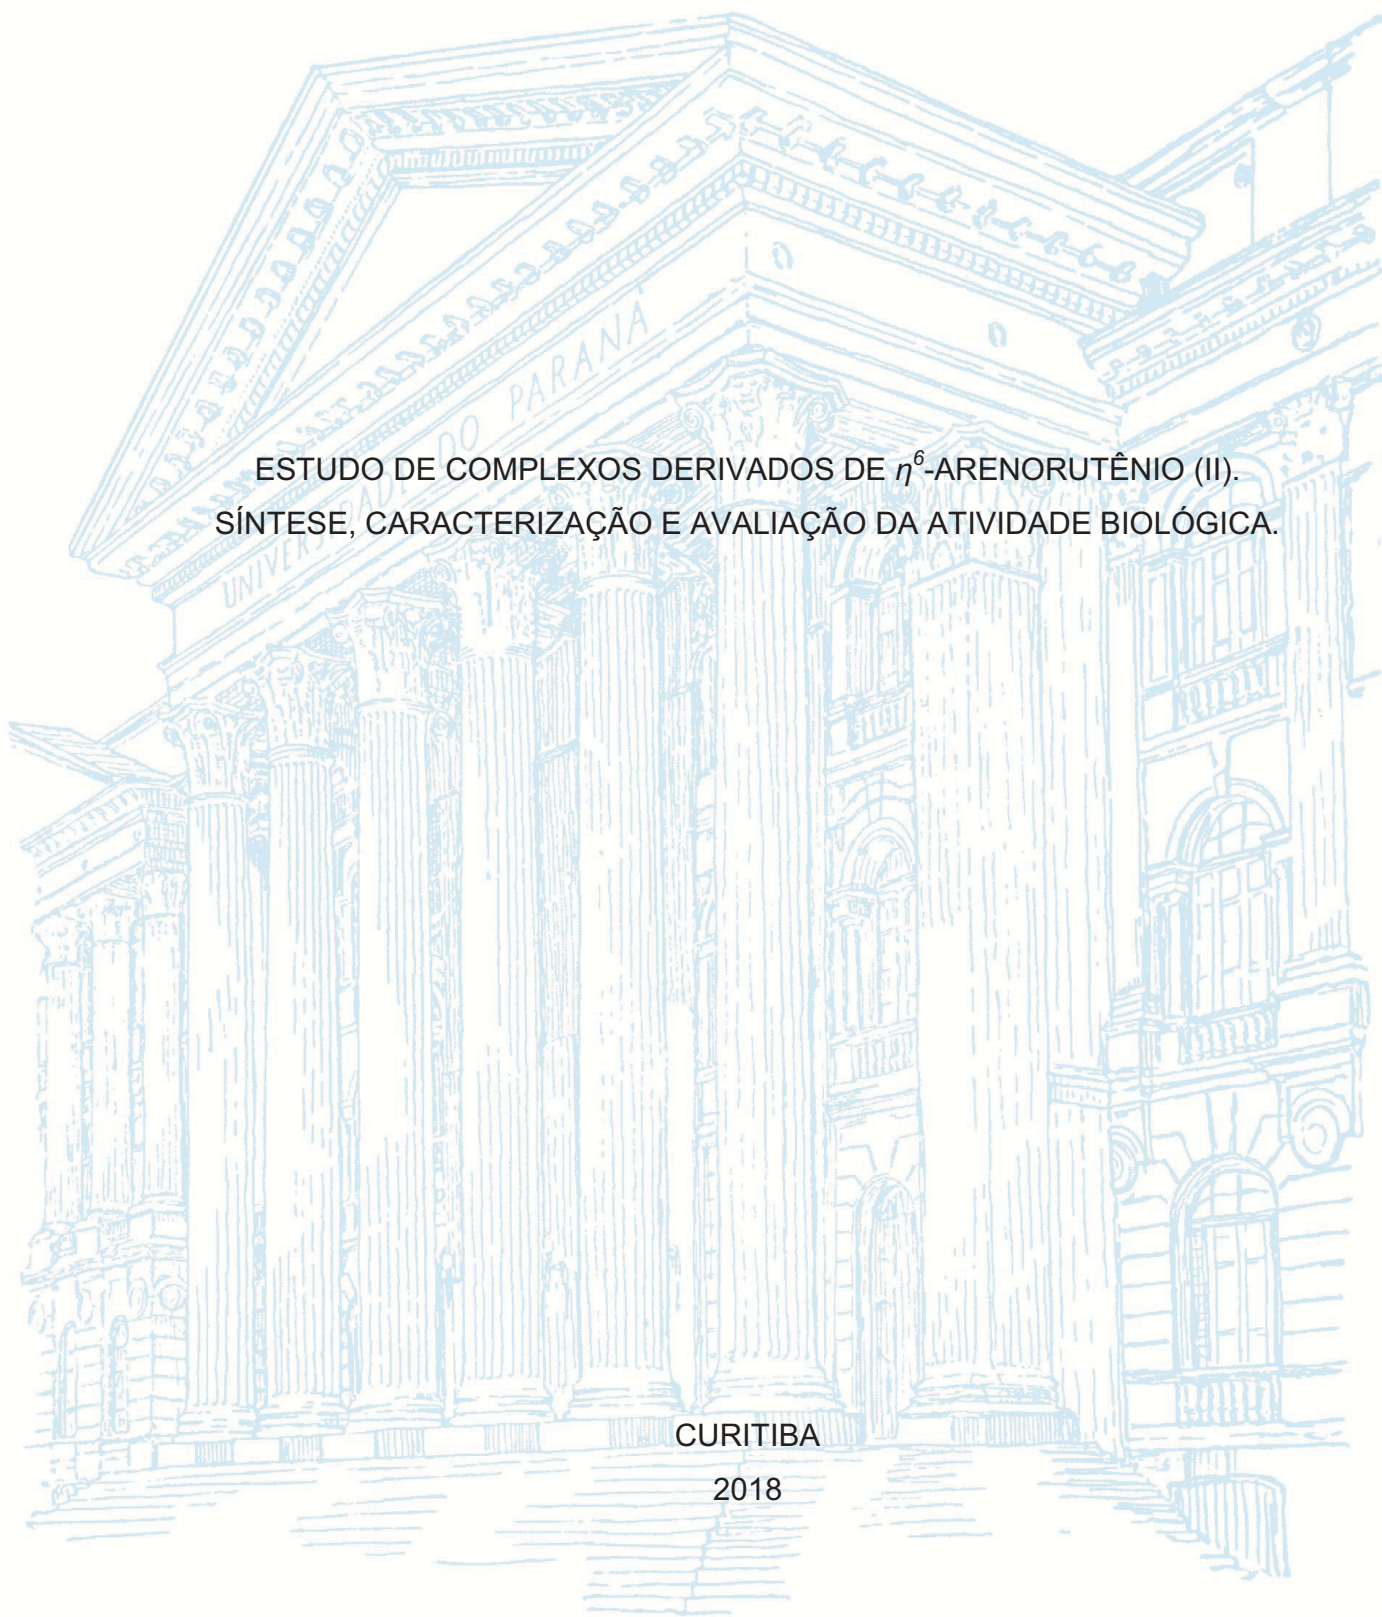 UNIVERSIDADE DO PARANÁ
ESTUDO DE COMPLEXOS DERIVADOS DE η⁶-ARENORUTÊNIO (II).
SÍNTESE, CARACTERIZAÇÃO E AVALIAÇÃO DA ATIVIDADE BIOLÓGICA.
CURITIBA
2018